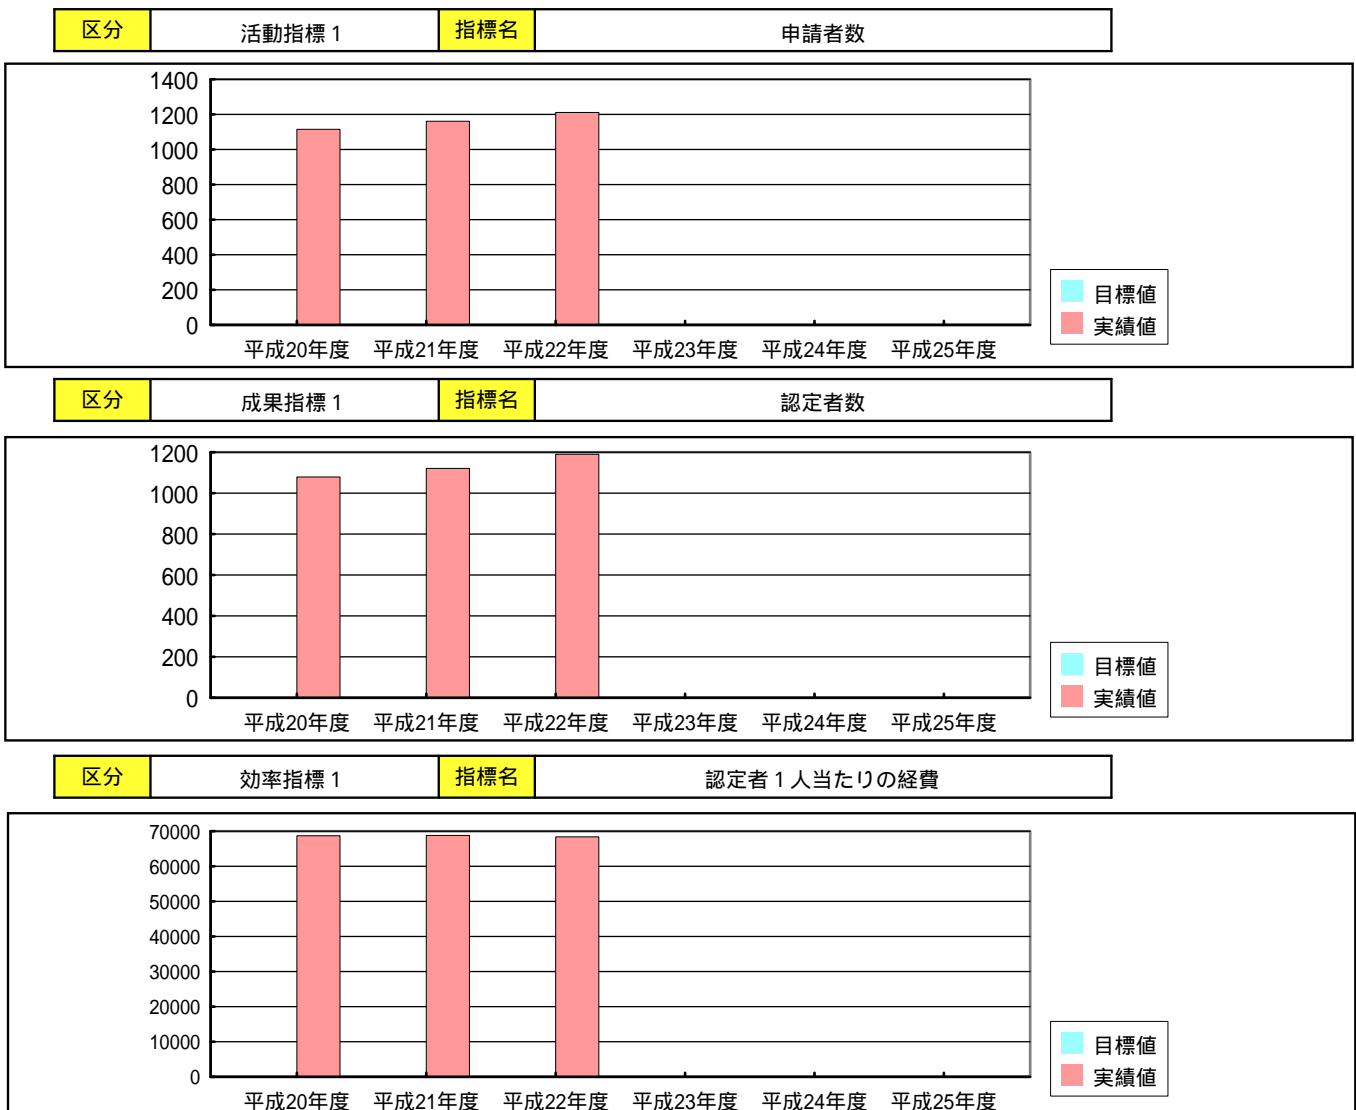 区分 活動指標1 指標名 申請者数
1400
1200
1000
800
600
400
200
0
平成20年度 平成21年度 平成22年度 平成23年度 平成24年度 平成25年度
目標値
実績値
区分 成果指標1 指標名 認定者数
1200
1000
800
600
400
200
0
平成20年度 平成21年度 平成22年度 平成23年度 平成24年度 平成25年度
目標値
実績値
区分 効率指標1 指標名 認定者1人当たりの経費
70000
60000
50000
40000
30000
20000
10000
0
平成20年度 平成21年度 平成22年度 平成23年度 平成24年度 平成25年度
目標値
実績値